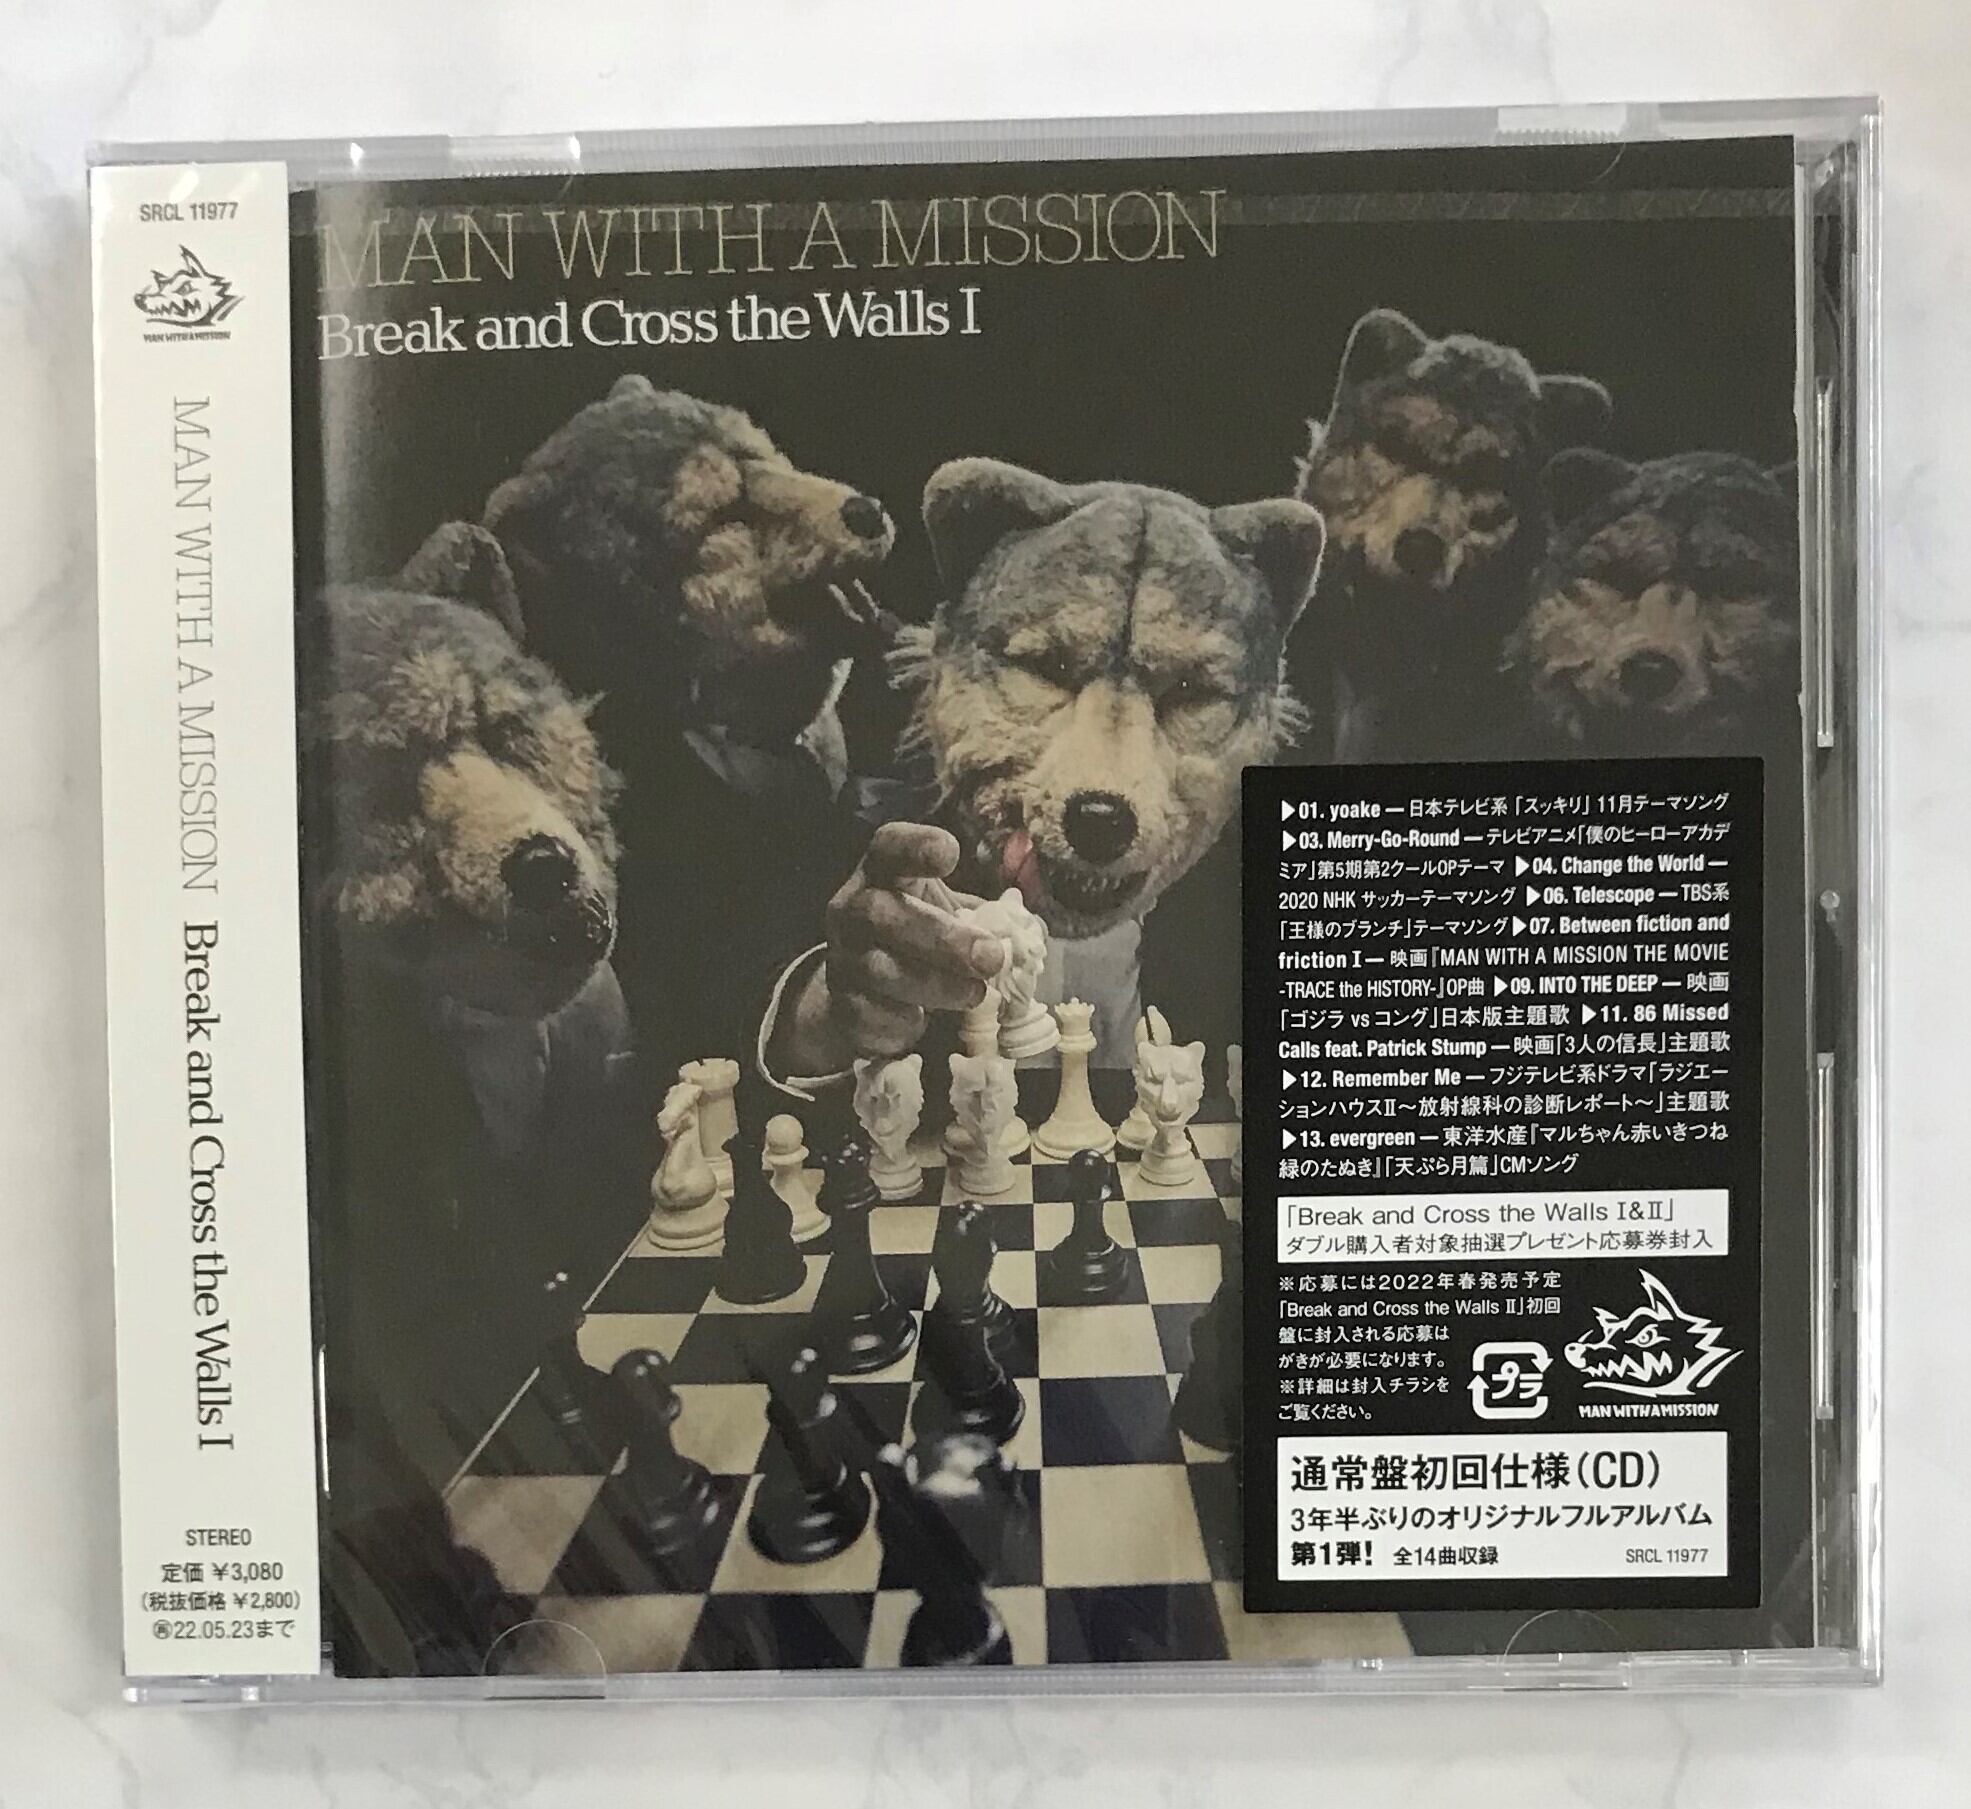 SRCL 11977
MAN WITH A MISSION
MAN WITH A MISSION Break and Cross the Walls I
STEREO
定価 ¥3,080
(税抜価格 ¥2,800)
㋐22.05.23まで
MAN WITH A MISSION
Break and Cross the Walls I
▶01. yoake — 日本テレビ系「スッキリ」11月テーマソング
▶03. Merry-Go-Round — テレビアニメ「僕のヒーローアカデ
ミア」第5期第2クールOPテーマ ▶04. Change the World —
2020 NHK サッカーテーマソング ▶06. Telescope — TBS系
「王様のブランチ」テーマソング▶07. Between fiction and
friction I — 映画『MAN WITH A MISSION THE MOVIE
-TRACE the HISTORY-』OP曲 ▶09. INTO THE DEEP — 映画
「ゴジラ vs コング」日本版主題歌 ▶11. 86 Missed
Calls feat. Patrick Stump — 映画「3人の信長」主題歌
▶12. Remember Me — フジテレビ系ドラマ「ラジエー
ションハウスⅡ～放射線科の診断レポート～」主題歌
▶13. evergreen — 東洋水産『マルちゃん赤いきつね
緑のたぬき』「天ぷら月篇」CMソング
「Break and Cross the Walls Ⅰ&Ⅱ」
ダブル購入者対象抽選プレゼント応募券封入
※応募には2022年春発売予定
「Break and Cross the Walls Ⅱ」初回
盤に封入される応募は
がきが必要になります。
※詳細は封入チラシを
ご覧ください。
プラ
MAN WITH A MISSION
通常盤初回仕様(CD)
3年半ぶりのオリジナルフルアルバム
第1弾! 全14曲収録 SRCL 11977